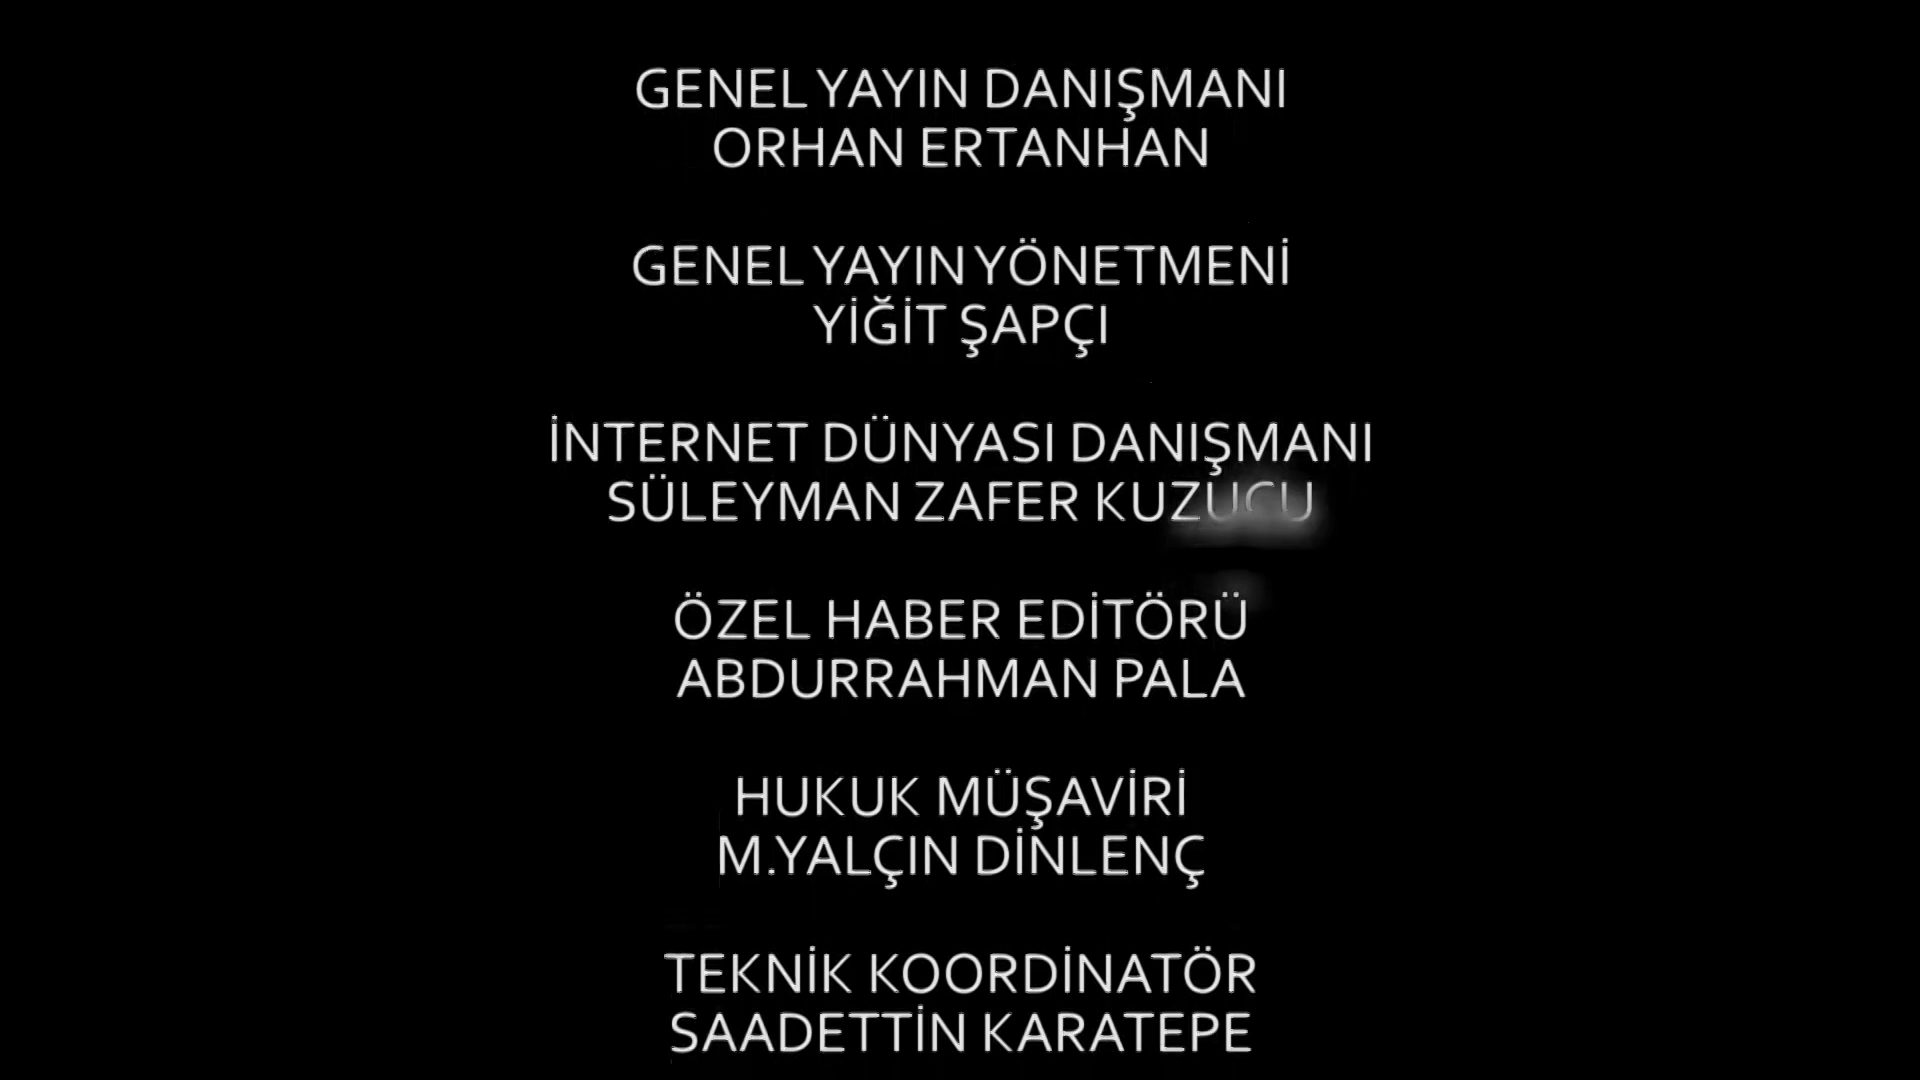 GENEL YAYIN DANIŞMANI
ORHAN ERTANHAN
GENEL YAYIN YÖNETMENİ
YİĞİT ŞAPÇI
İNTERNET DÜNYASI DANIŞMANI
SÜLEYMAN ZAFER KUZUCU
ÖZEL HABER EDİTÖRÜ
ABDURRAHMAN PALA
HUKUK MÜŞAVİRİ
M.YALÇIN DİNLENÇ
TEKNİK KOORDİNATÖR
SAADETTİN KARATEPE